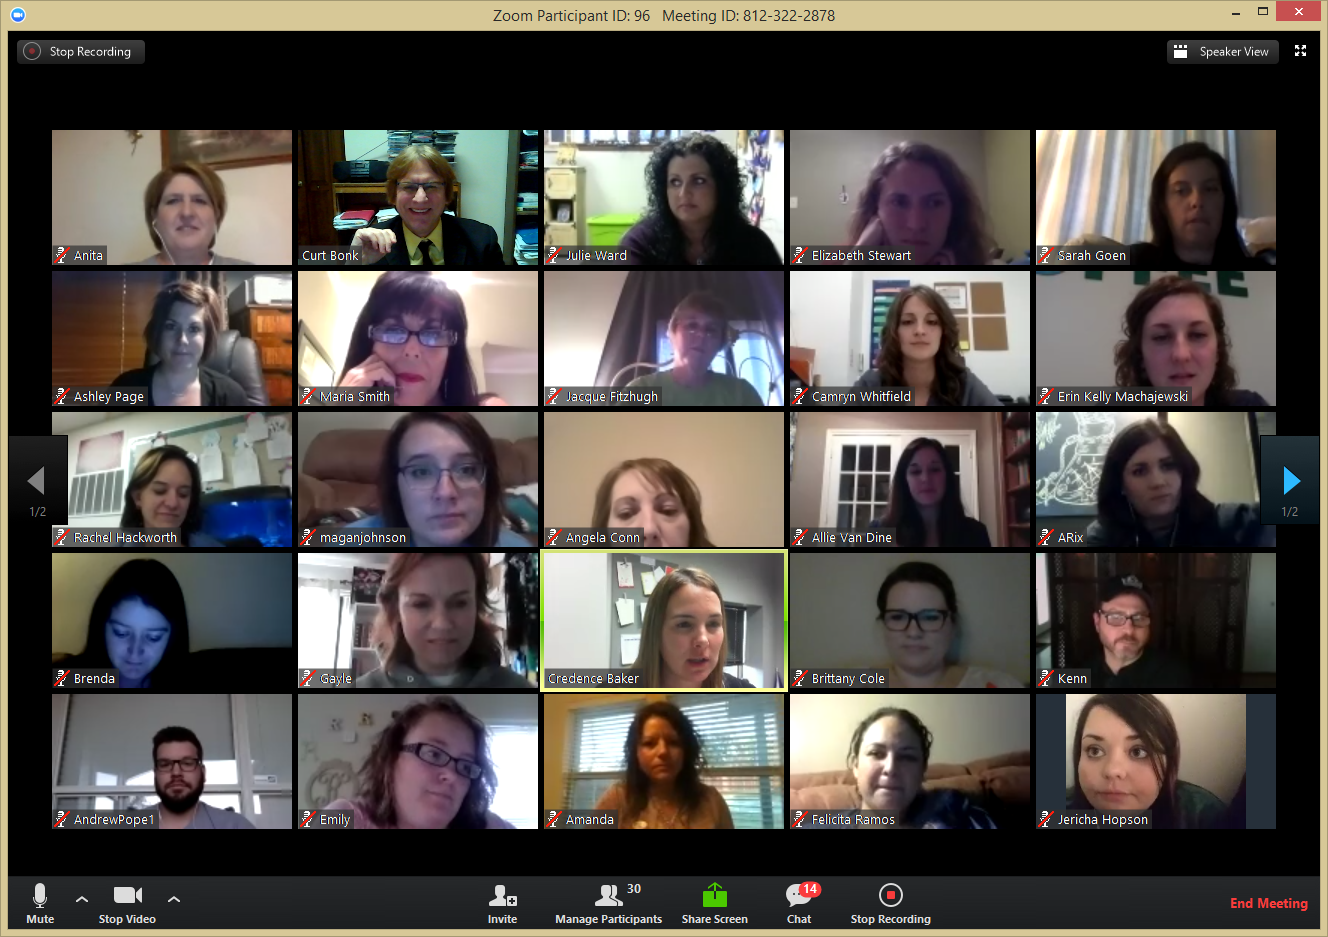 Zoom Participant ID: 96 Meeting ID: 812-322-2878
Stop Recording
Speaker View
Anita
Curt Bonk
Julie Ward
Elizabeth Stewart
Sarah Goen
Ashley Page
Maria Smith
Jacque Fitzhugh
Camryn Whitfield
Erin Kelly Machajewski
Rachel Hackworth
maganjohnson
Angela Conn
Allie Van Dine
ARix
1/2
1/2
Brenda
Gayle
Credence Baker
Brittany Cole
Kenn
AndrewPope1
Emily
Amanda
Felicita Ramos
Jericha Hopson
Mute
Stop Video
Invite
30
Manage Participants
Share Screen
14
Chat
Stop Recording
End Meeting